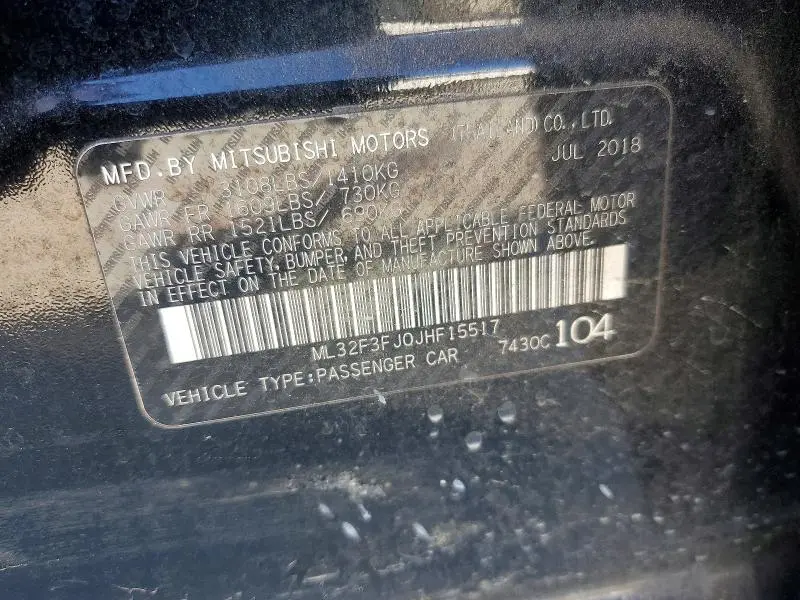 MFD.BY MITSUBISHI MOTORS (THAILAND) CO.,LTD.
JUL 2018
GVWR 3108LBS/1410KG
GAWR FR 1609LBS/ 730KG
GAWR RR 1521LBS/ 690KG
THIS VEHICLE CONFORMS TO ALL APPLICABLE FEDERAL MOTOR
VEHICLE SAFETY, BUMPER, AND THEFT PREVENTION STANDARDS
IN EFFECT ON THE DATE OF MANUFACTURE SHOWN ABOVE.
ML32F3FJ0JHF15517
7430C 104
VEHICLE TYPE:PASSENGER CAR